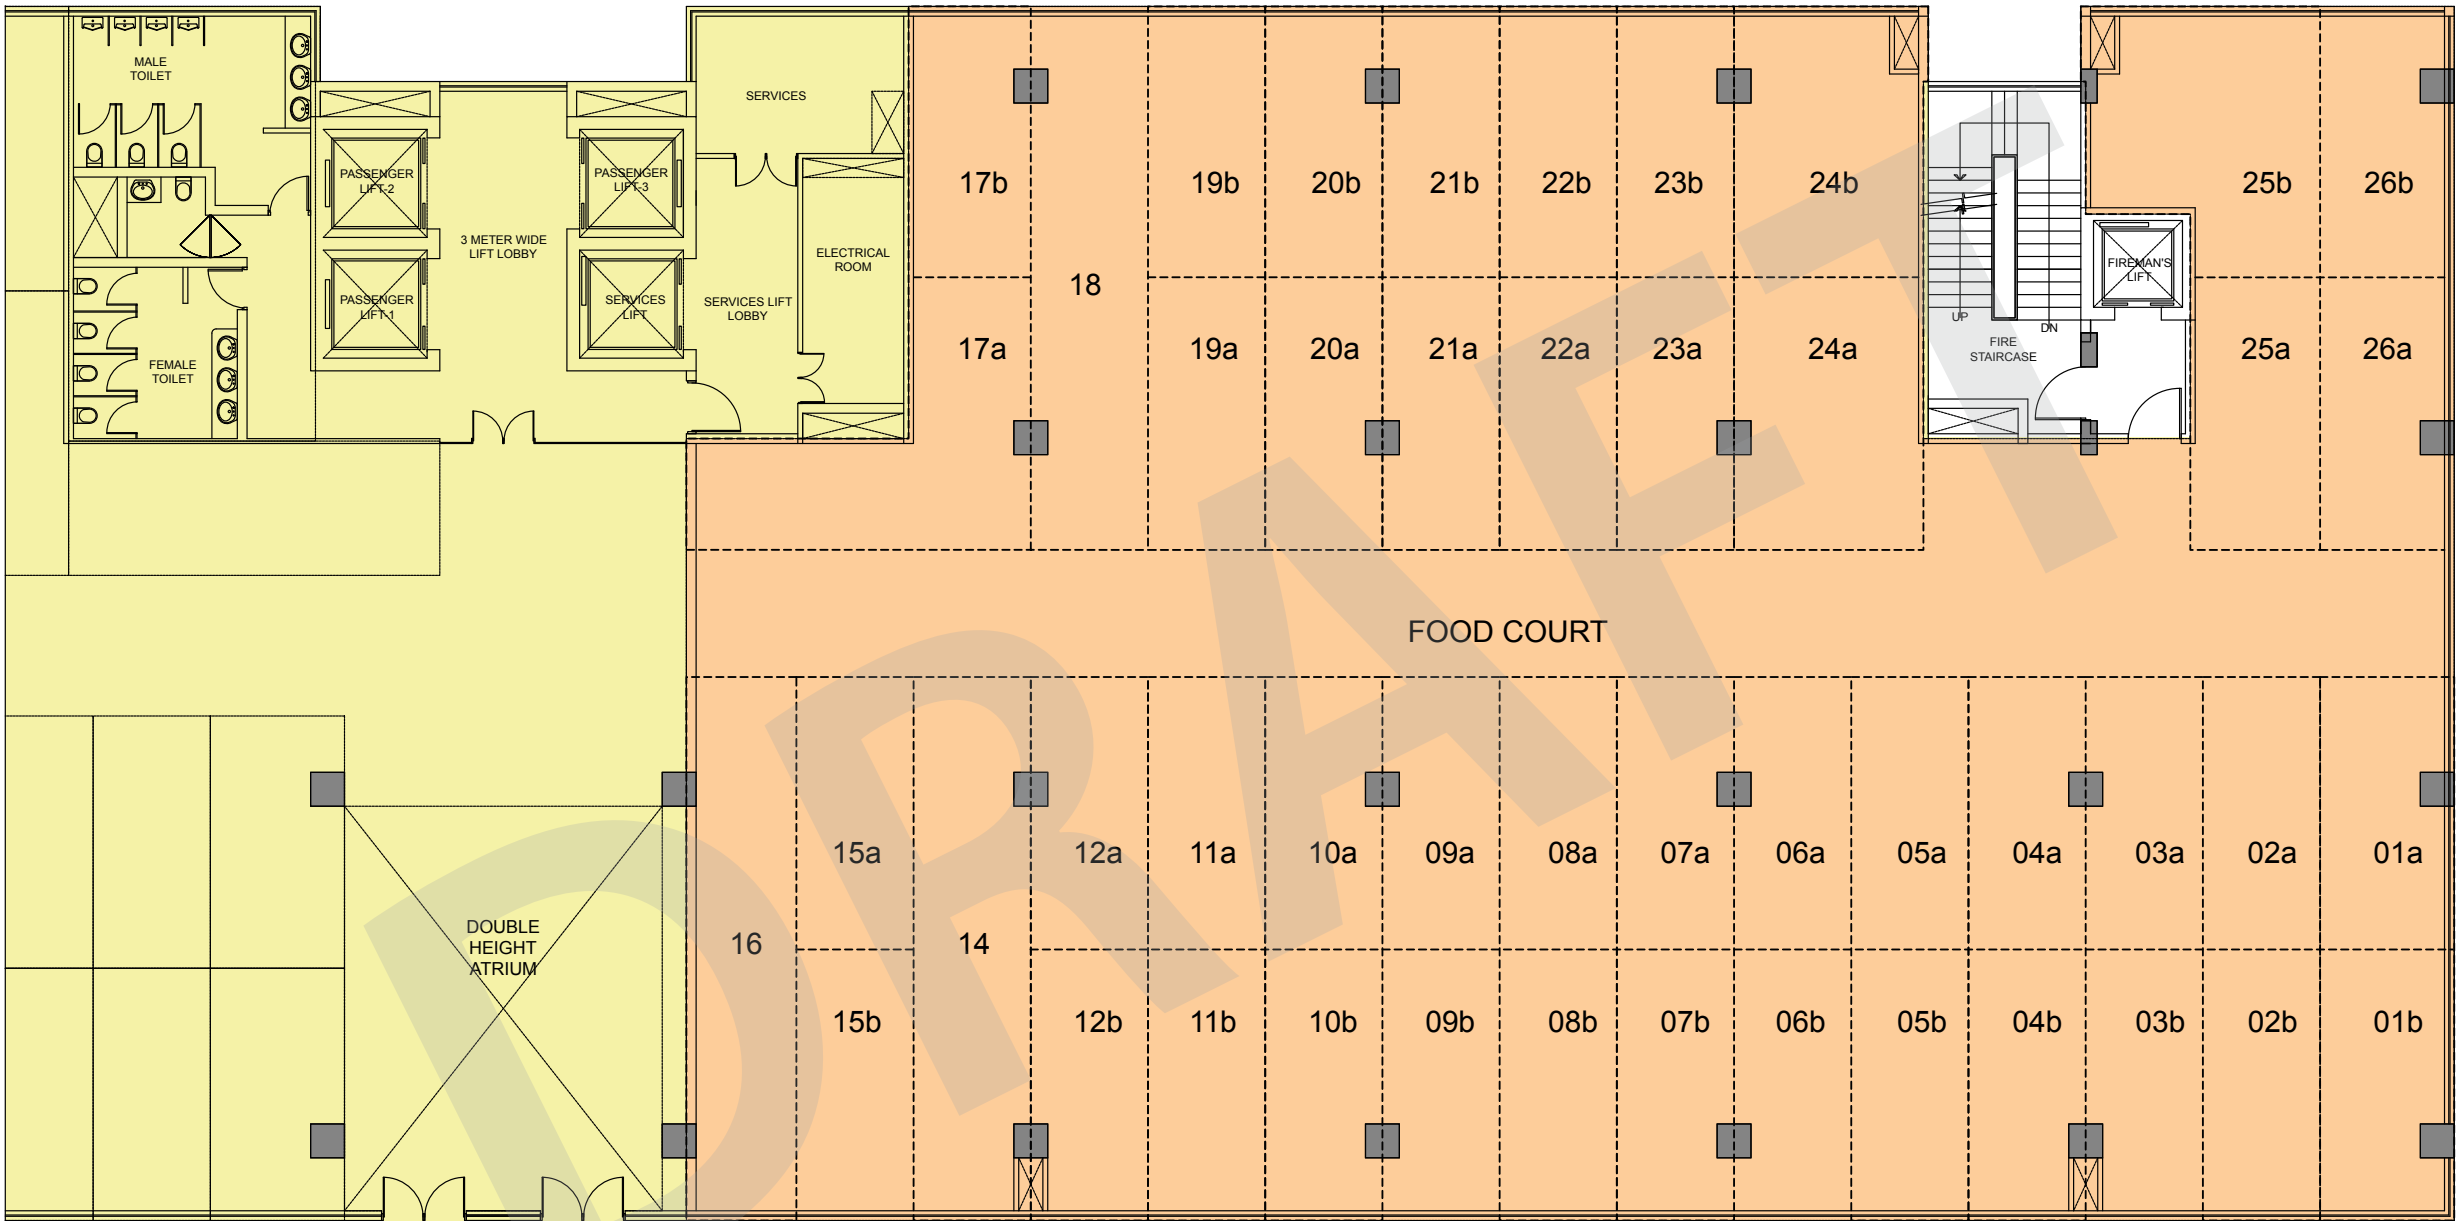 MALE
TOILET
SERVICES
PASSENGER
LIFT-2
PASSENGER
LIFT-3
17b
19b
20b
21b
22b
23b
24b
25b
26b
3 METER WIDE
LIFT LOBBY
ELECTRICAL
ROOM
FIREMAN'S
LIFT
18
PASSENGER
LIFT-1
SERVICES
LIFT
SERVICES LIFT
LOBBY
UP
DN
FIRE
STAIRCASE
FEMALE
TOILET
17a
19a
20a
21a
22a
23a
24a
25a
26a
FOOD COURT
15a
12a
11a
10a
09a
08a
07a
06a
05a
04a
03a
02a
01a
DOUBLE
HEIGHT
ATRIUM
16
14
15b
12b
11b
10b
09b
08b
07b
06b
05b
04b
03b
02b
01b
DRAFT